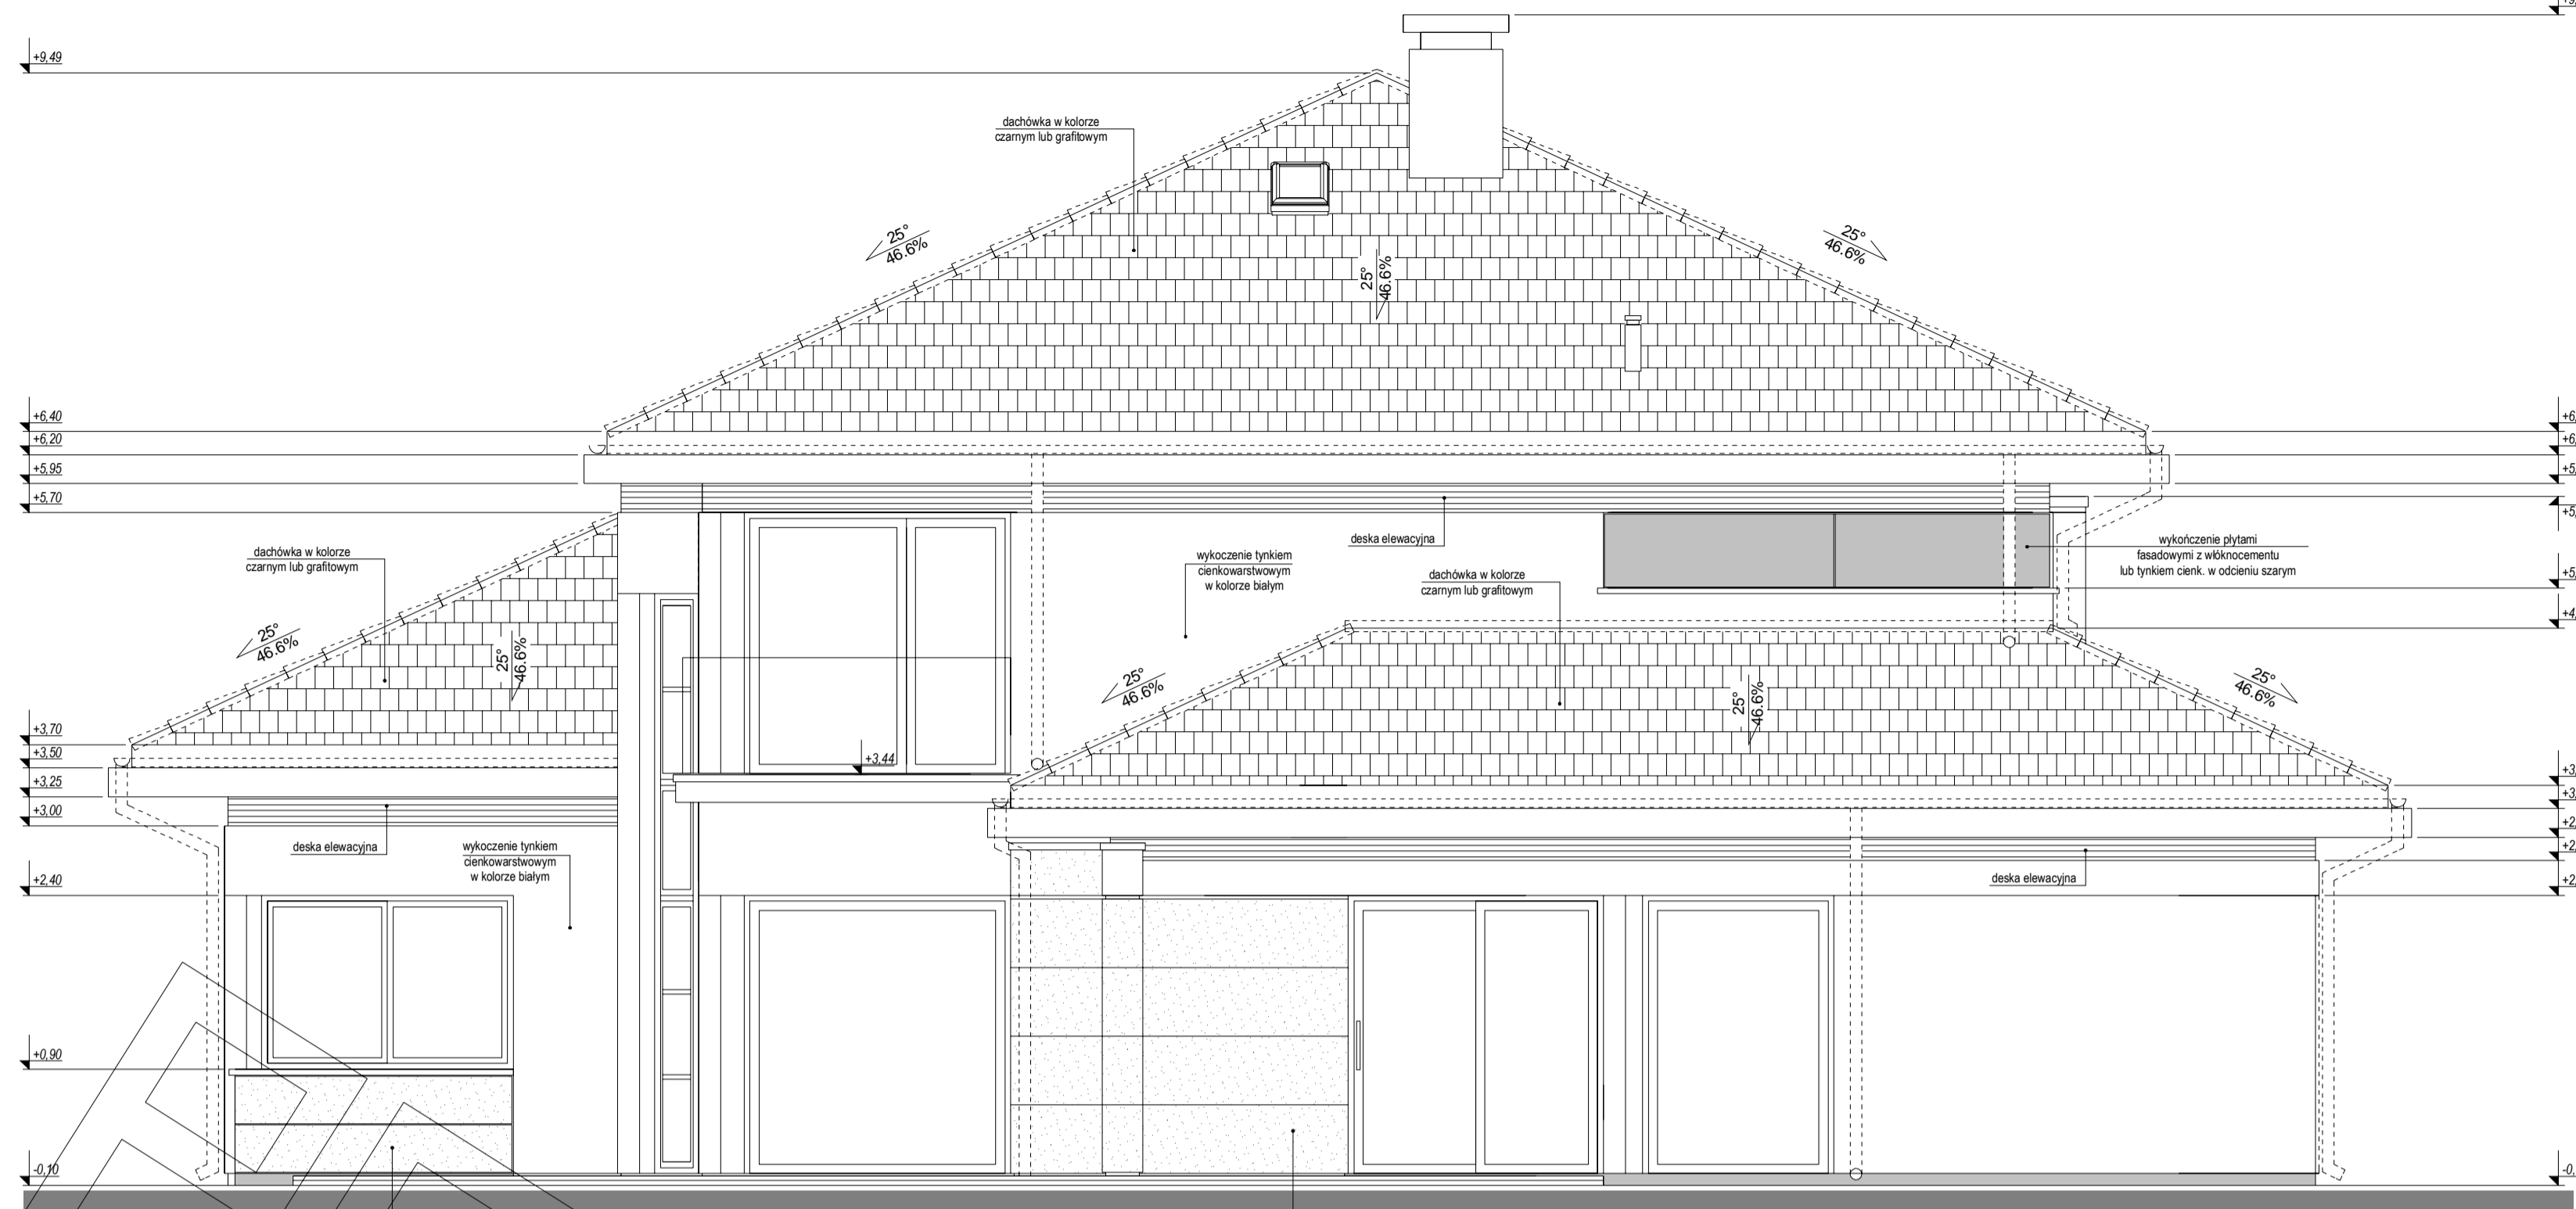 +9,49
dachówka w kolorze
czarnym lub grafitowym
25°
46.6%
25°
46.6%
25°
46.6%
+6,40
+6,20
+5,95
+5,70
dachówka w kolorze
czarnym lub grafitowym
deska elewacyjna
wykoczenie tynkiem
cienkowarstwowym
w kolorze białym
dachówka w kolorze
czarnym lub grafitowym
wykończenie płytami
fasadowymi z włóknocementu
lub tynkiem cienk. w odcieniu szarym
25°
46.6%
25°
46.6%
25°
46.6%
25°
46.6%
25°
46.6%
+3,70
+3,50
+3,25
+3,00
+3,44
deska elewacyjna
wykoczenie tynkiem
cienkowarstwowym
w kolorze białym
deska elewacyjna
+2,40
+0,90
-0,10